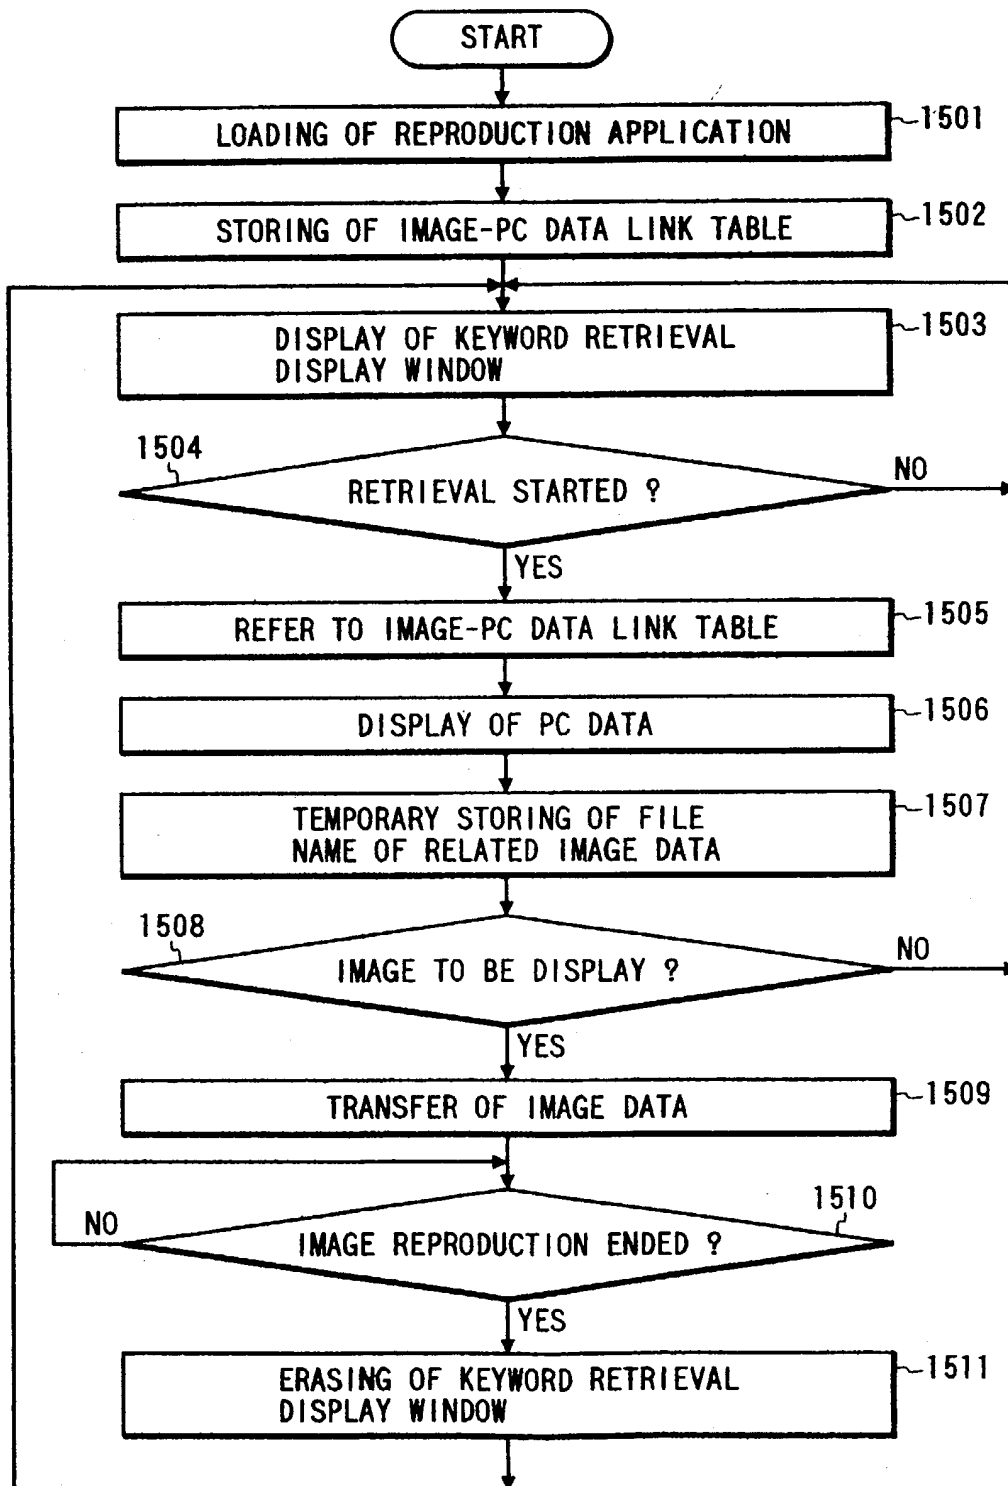 START
LOADING OF REPRODUCTION APPLICATION
1501
STORING OF IMAGE-PC DATA LINK TABLE
1502
DISPLAY OF KEYWORD RETRIEVAL
DISPLAY WINDOW
1503
1504
RETRIEVAL STARTED ?
NO
YES
REFER TO IMAGE-PC DATA LINK TABLE
1505
DISPLAY OF PC DATA
1506
TEMPORARY STORING OF FILE
NAME OF RELATED IMAGE DATA
1507
1508
IMAGE TO BE DISPLAY ?
NO
YES
TRANSFER OF IMAGE DATA
1509
1510
NO
IMAGE REPRODUCTION ENDED ?
YES
ERASING OF KEYWORD RETRIEVAL
DISPLAY WINDOW
1511